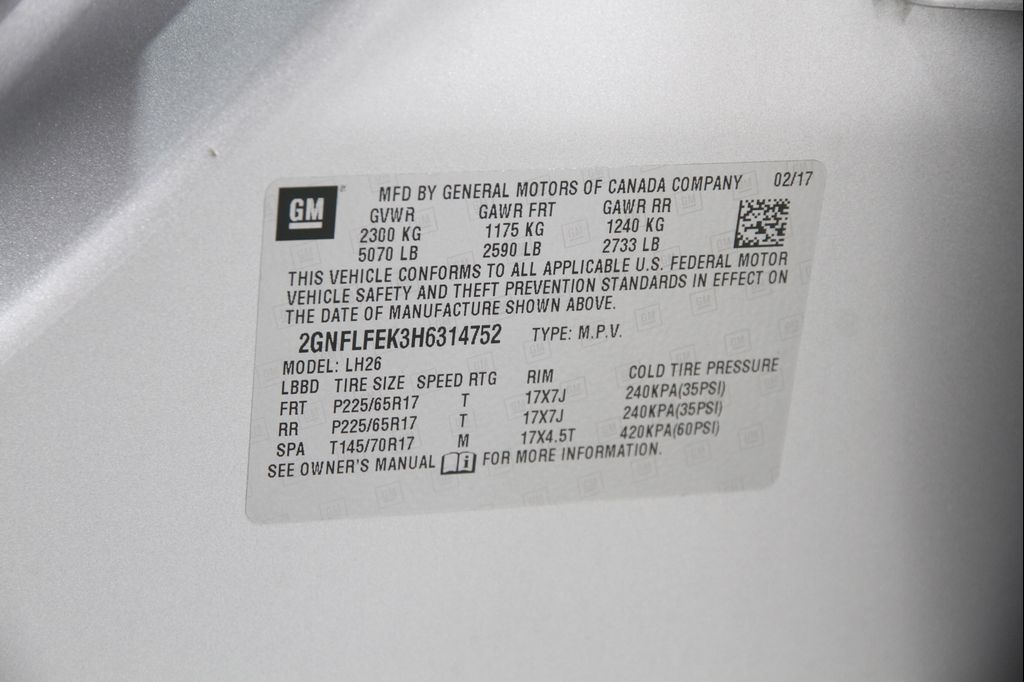 GM MFD BY GENERAL MOTORS OF CANADA COMPANY 02/17
GVWR GAWR FRT GAWR RR
2300 KG 1175 KG 1240 KG
5070 LB 2590 LB 2733 LB
THIS VEHICLE CONFORMS TO ALL APPLICABLE U.S. FEDERAL MOTOR
VEHICLE SAFETY AND THEFT PREVENTION STANDARDS IN EFFECT ON
THE DATE OF MANUFACTURE SHOWN ABOVE.
2GNFLFEK3H6314752 TYPE: M.P.V.
MODEL: LH26
LBBD TIRE SIZE SPEED RTG RIM COLD TIRE PRESSURE
FRT P225/65R17 T 17X7J 240KPA(35PSI)
RR P225/65R17 T 17X7J 240KPA(35PSI)
SPA T145/70R17 M 17X4.5T 420KPA(60PSI)
SEE OWNER'S MANUAL i FOR MORE INFORMATION.